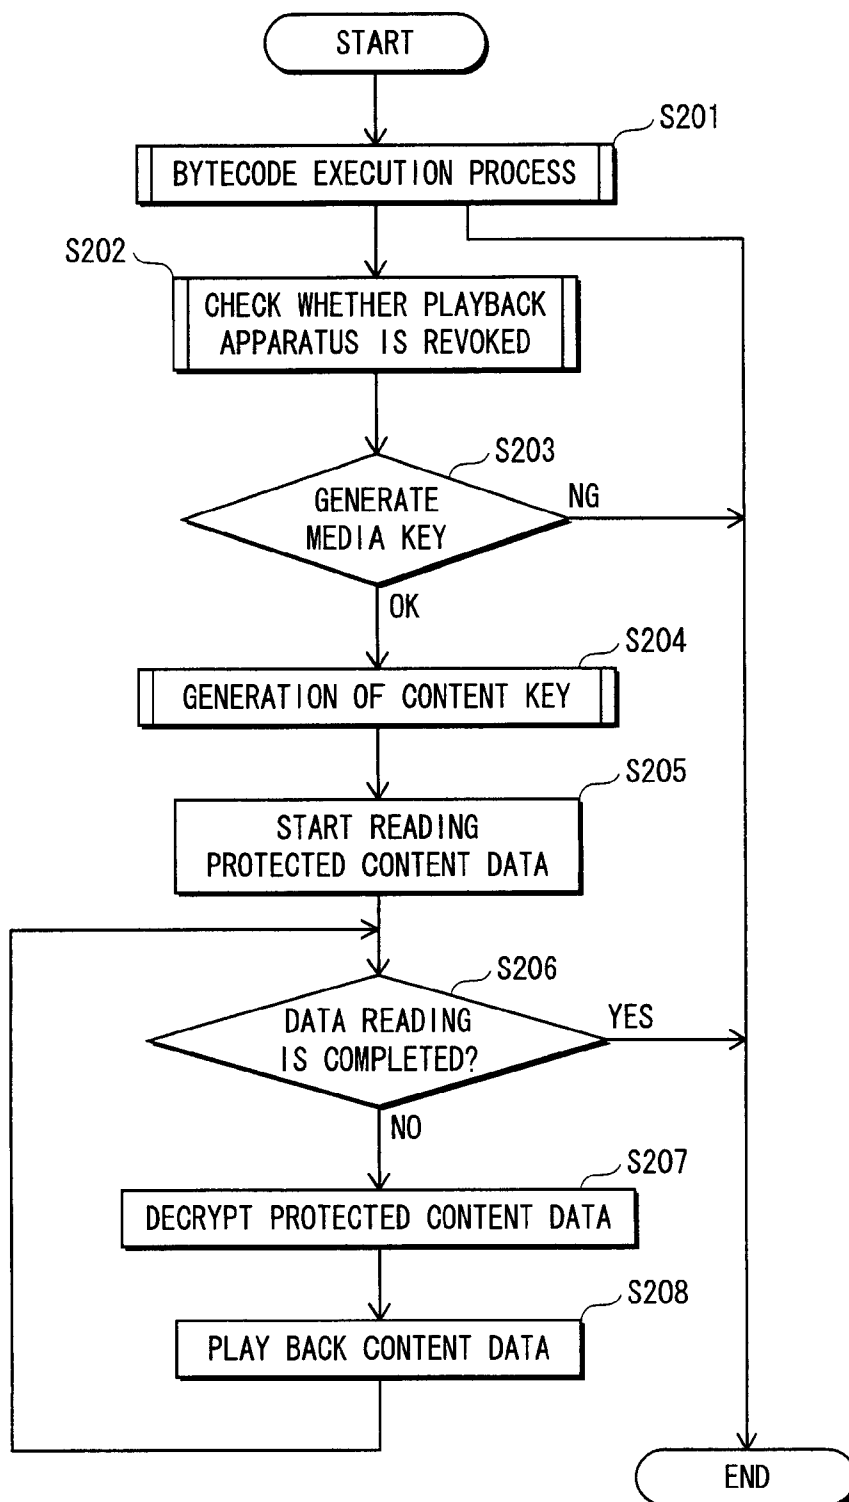 START
S201
BYTECODE EXECUTION PROCESS
S202
CHECK WHETHER PLAYBACK
APPARATUS IS REVOKED
S203
GENERATE
MEDIA KEY
NG
OK
S204
GENERATION OF CONTENT KEY
S205
START READING
PROTECTED CONTENT DATA
S206
DATA READING
IS COMPLETED?
YES
NO
S207
DECRYPT PROTECTED CONTENT DATA
S208
PLAY BACK CONTENT DATA
END